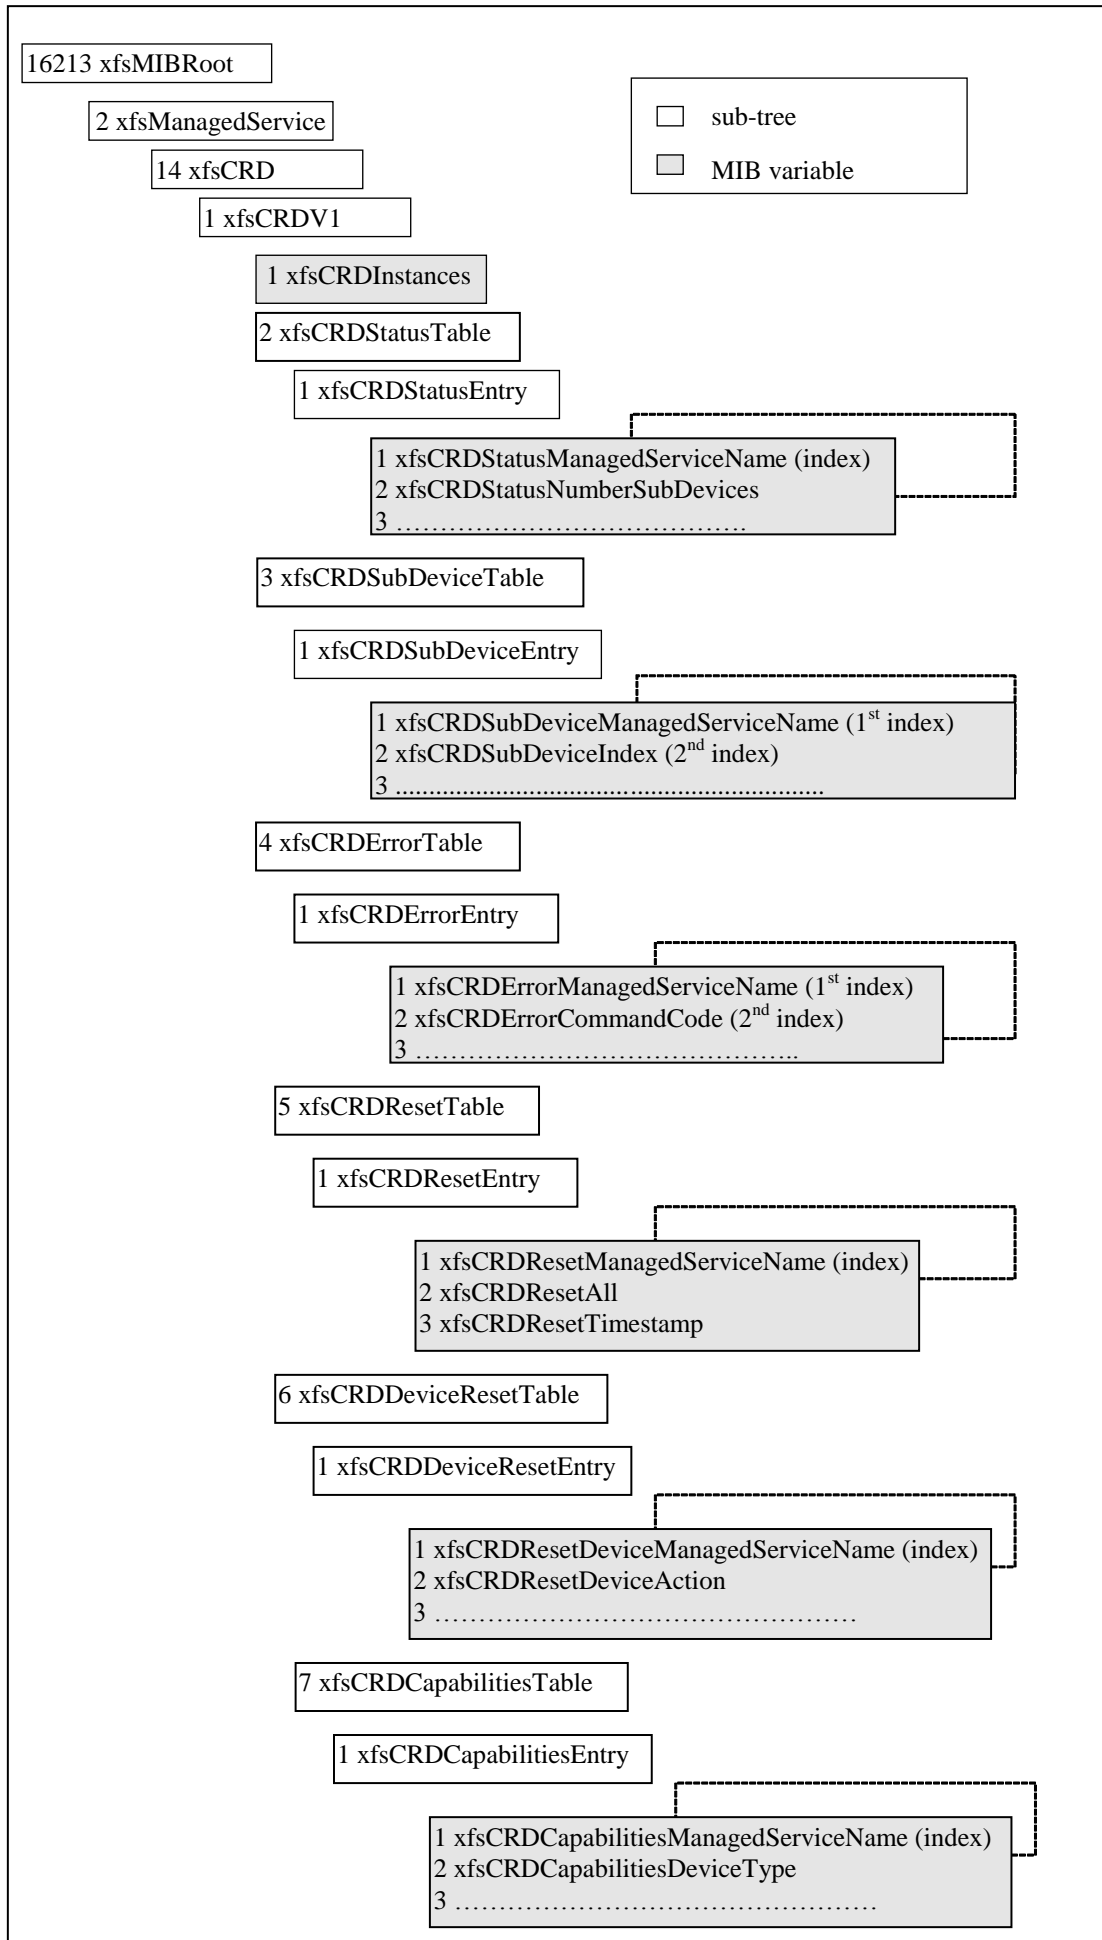 16213 xfsMIBRoot
2 xfsManagedService
sub-tree
14 xfsCRD
MIB variable
1 xfsCRDV1
1 xfsCRDInstances
2 xfsCRDStatusTable
1 xfsCRDStatusEntry
1 xfsCRDStatusManagedServiceName (index)
2 xfsCRDStatusNumberSubDevices
3 ………………………………….
3 xfsCRDSubDeviceTable
1 xfsCRDSubDeviceEntry
1 xfsCRDSubDeviceManagedServiceName (1st index)
2 xfsCRDSubDeviceIndex (2nd index)
3 ................................................................
4 xfsCRDErrorTable
1 xfsCRDErrorEntry
1 xfsCRDErrorManagedServiceName (1st index)
2 xfsCRDErrorCommandCode (2nd index)
3 ……………………………………..
5 xfsCRDResetTable
1 xfsCRDResetEntry
1 xfsCRDResetManagedServiceName (index)
2 xfsCRDResetAll
3 xfsCRDResetTimestamp
6 xfsCRDDeviceResetTable
1 xfsCRDDeviceResetEntry
1 xfsCRDResetDeviceManagedServiceName (index)
2 xfsCRDResetDeviceAction
3 …………………………………………
7 xfsCRDCapabilitiesTable
1 xfsCRDCapabilitiesEntry
1 xfsCRDCapabilitiesManagedServiceName (index)
2 xfsCRDCapabilitiesDeviceType
3 …………………………………………